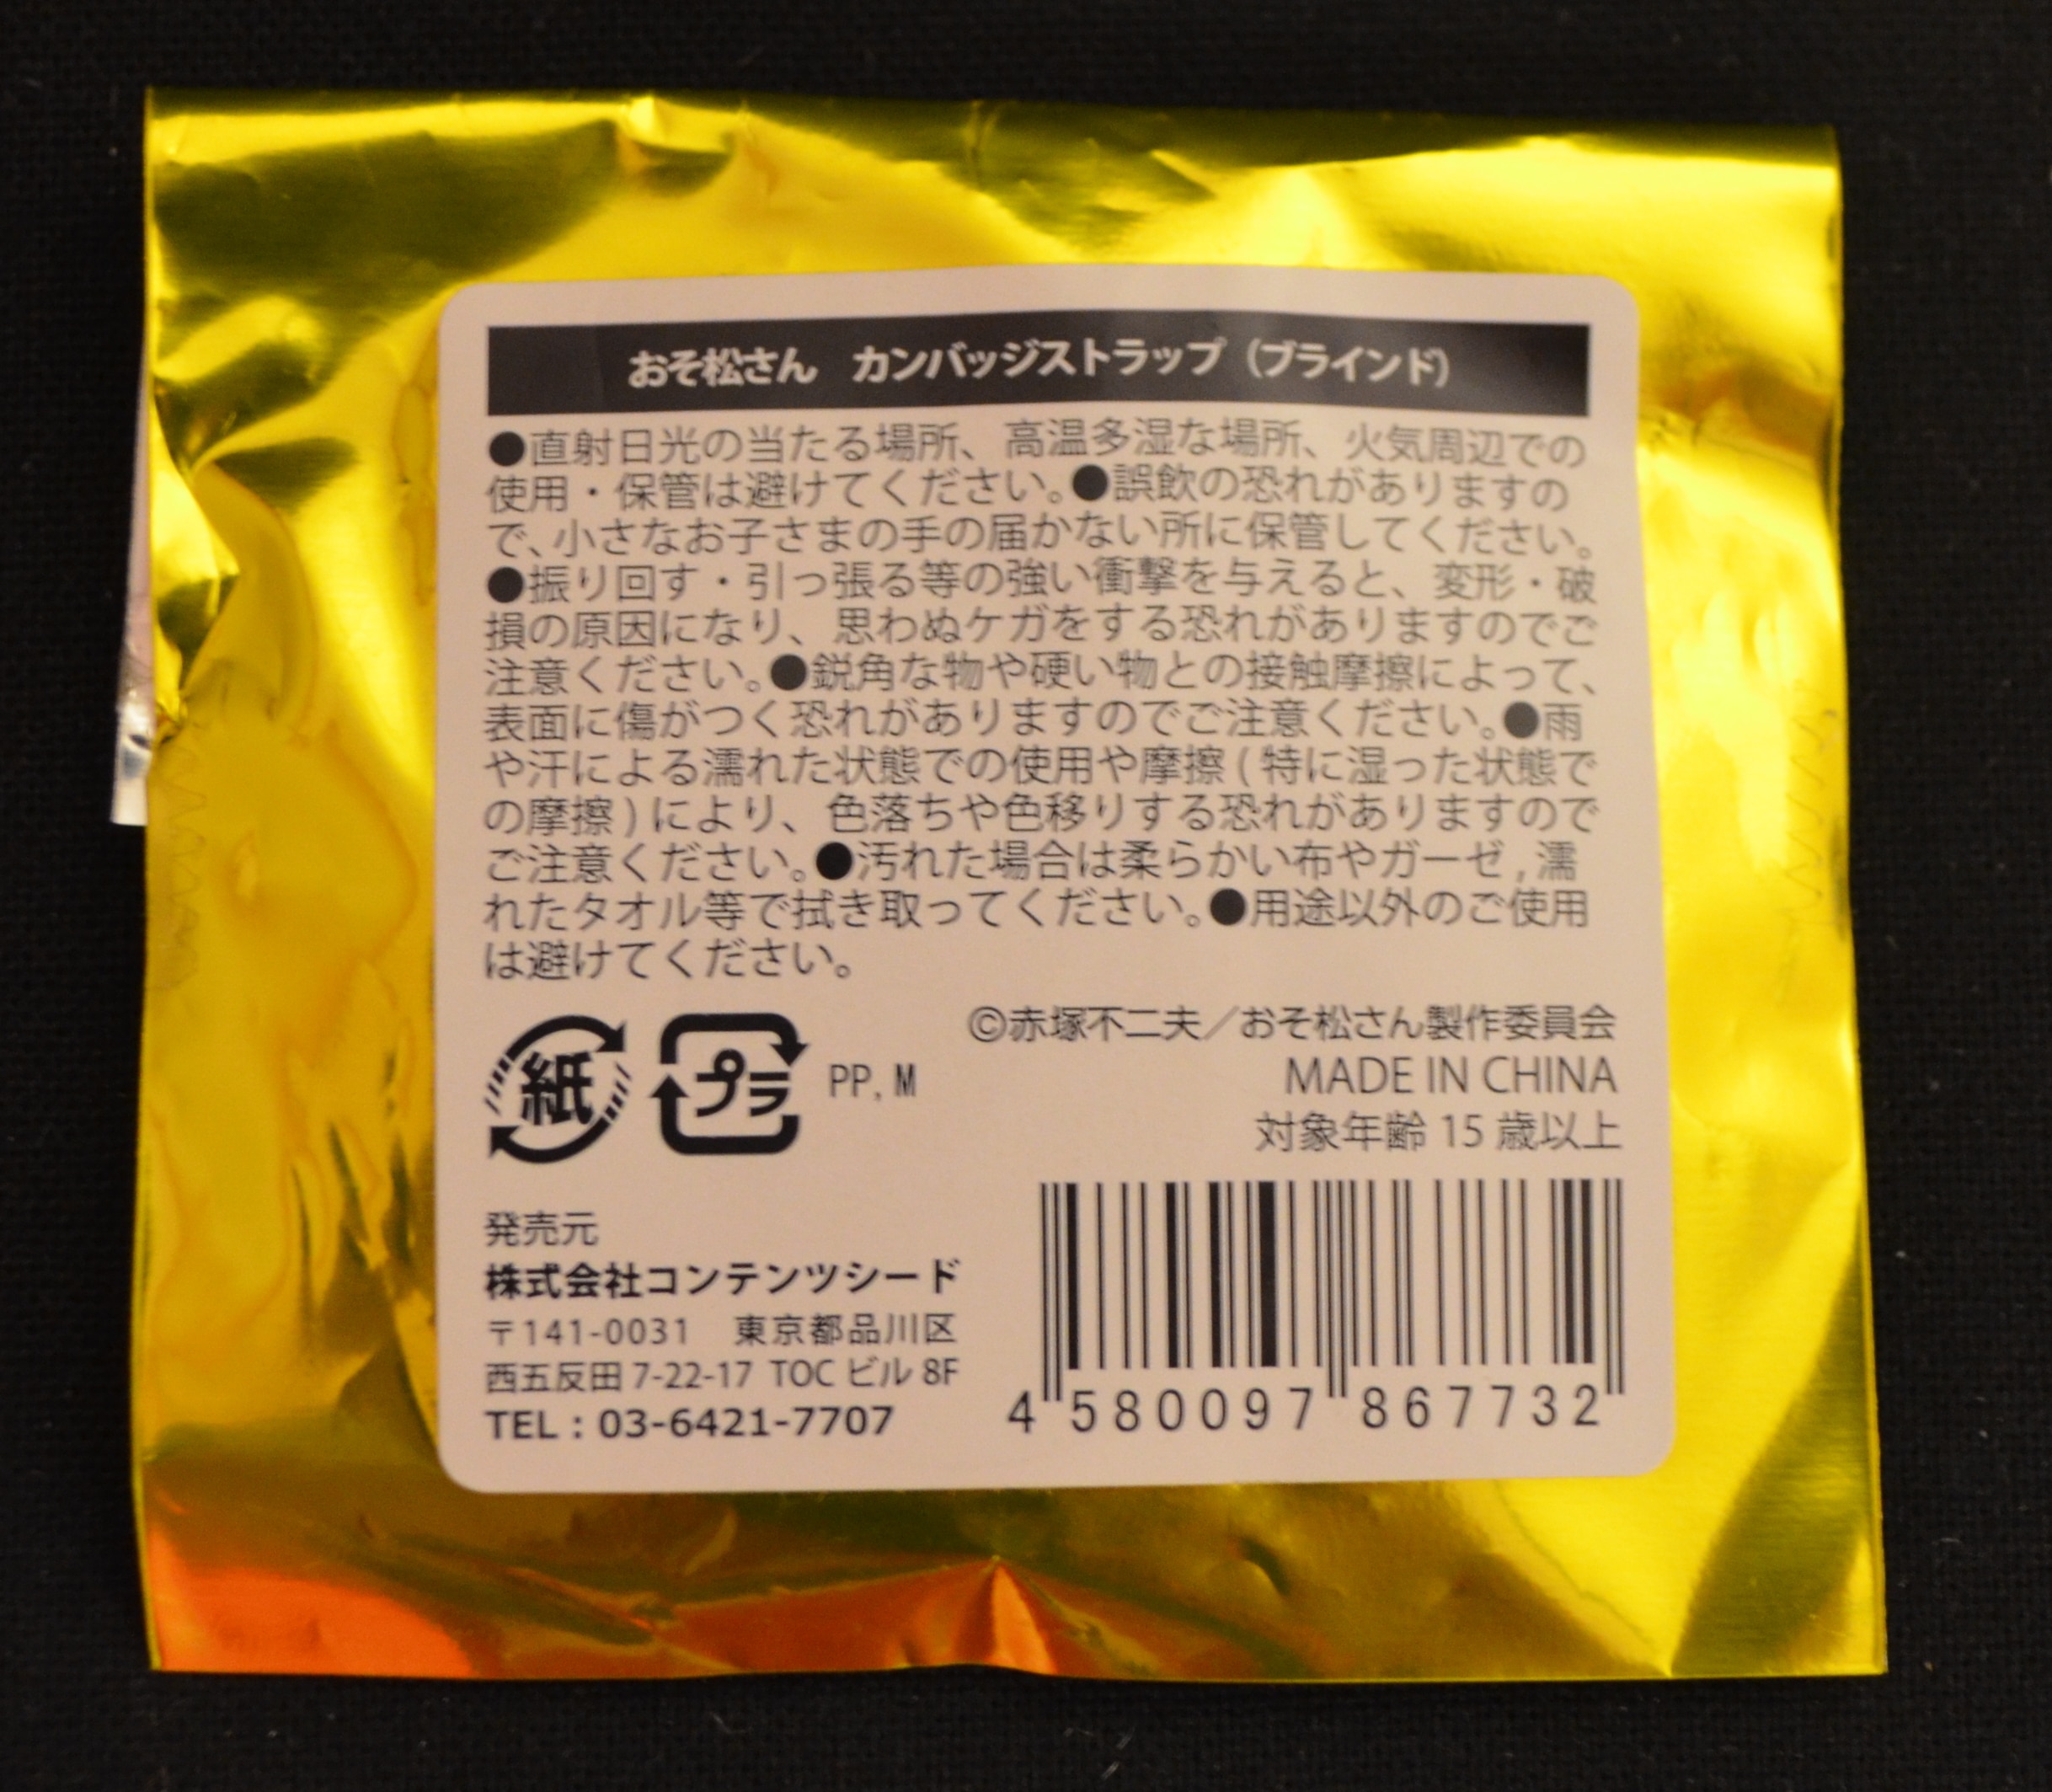 おそ松さん　カンバッジストラップ（ブラインド）
●直射日光の当たる場所、高温多湿な場所、火気周辺での
使用・保管は避けてください。●誤飲の恐れがありますの
で、小さなお子さまの手の届かない所に保管してください。
●振り回す・引っ張る等の強い衝撃を与えると、変形・破
損の原因になり、思わぬケガをする恐れがありますのでご
注意ください。●鋭角な物や硬い物との接触摩擦によって、
表面に傷がつく恐れがありますのでご注意ください。●雨
や汗による濡れた状態での使用や摩擦(特に湿った状態で
の摩擦)により、色落ちや色移りする恐れがありますので
ご注意ください。●汚れた場合は柔らかい布やガーゼ,濡
れたタオル等で拭き取ってください。●用途以外のご使用
は避けてください。
©赤塚不二夫／おそ松さん製作委員会
紙 プラ PP, M
MADE IN CHINA
対象年齢 15 歳以上
発売元
株式会社コンテンツシード
〒141-0031　東京都品川区
西五反田 7-22-17 TOC ビル 8F
TEL : 03-6421-7707
4 580097 867732